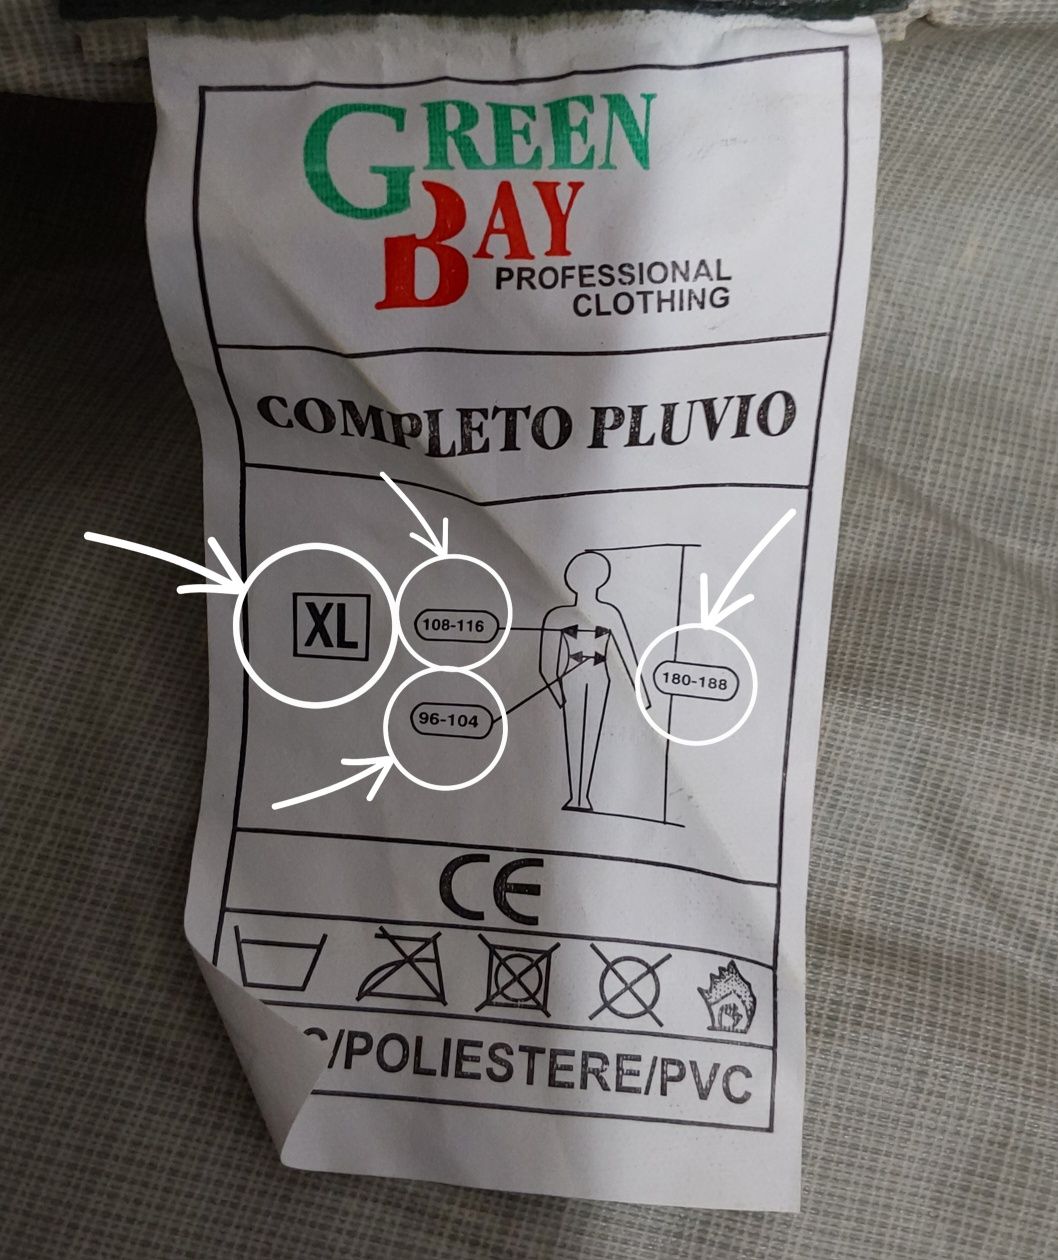 GREEN
BAY
PROFESSIONAL
CLOTHING
COMPLETO PLUVIO
XL
108-116
180-188
96-104
CE
/POLIESTERE/PVC